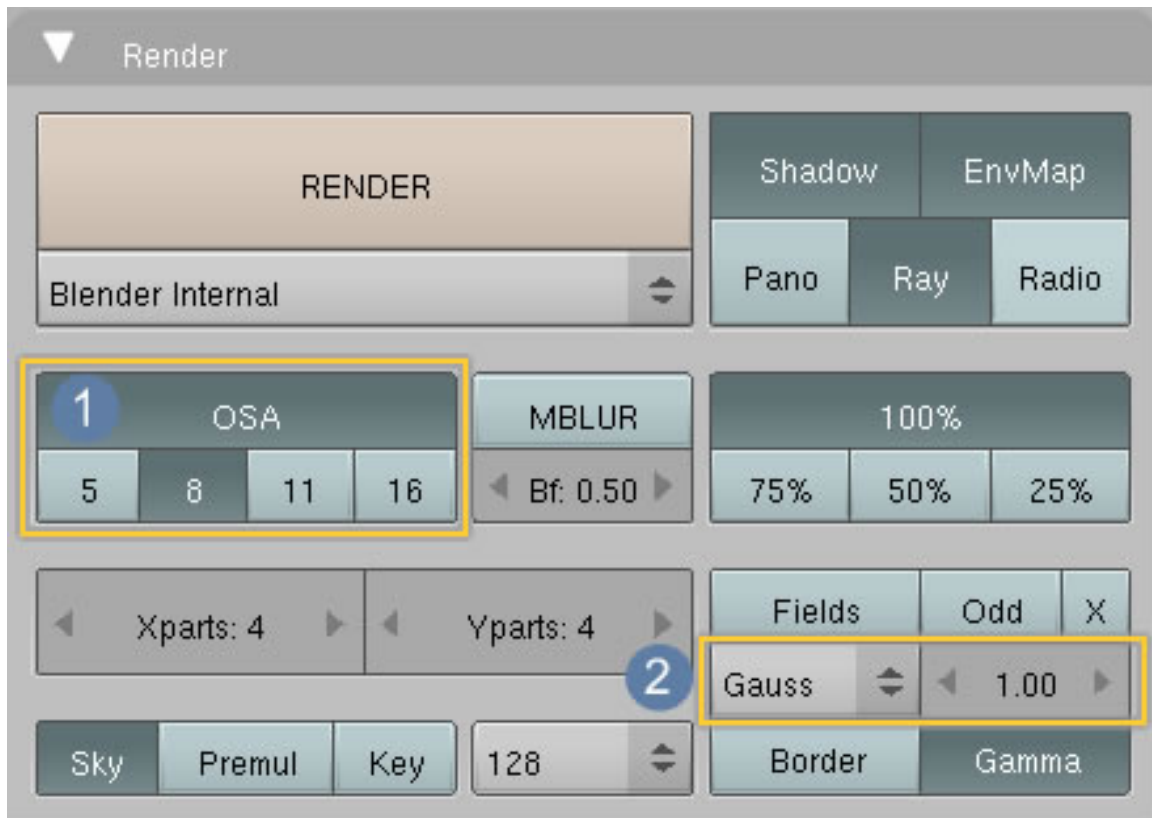 Render
RENDER
Shadow EnvMap
Blender Internal
Pano Ray Radio
1 OSA
MBLUR
100%
5 8 11 16
Bf: 0.50
75% 50% 25%
Xparts: 4 Yparts: 4
Fields Odd X
2
Gauss 1.00
Sky Premul Key
128
Border Gamma